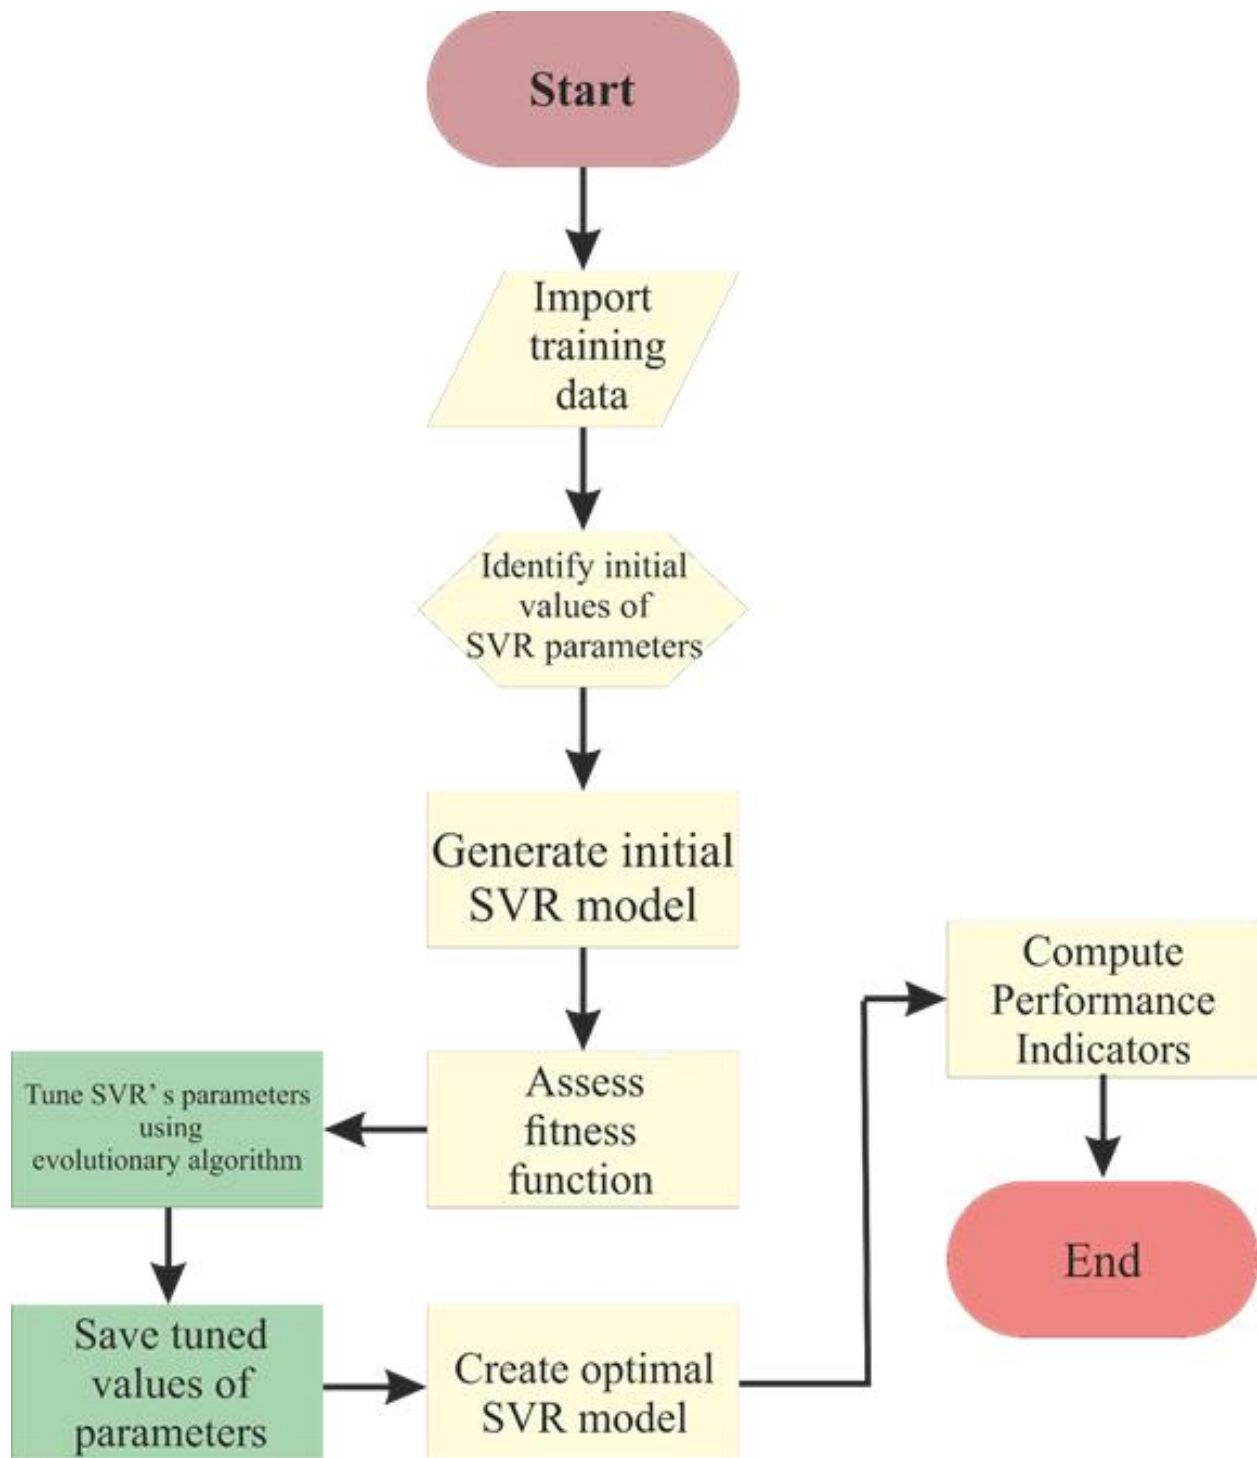 Start
Import
training
data
Identify initial
values of
SVR parameters
Generate initial
SVR model
Assess
fitness
function
Tune SVR’s parameters
using
evolutionary algorithm
Save tuned
values of
parameters
Create optimal
SVR model
Compute
Performance
Indicators
End